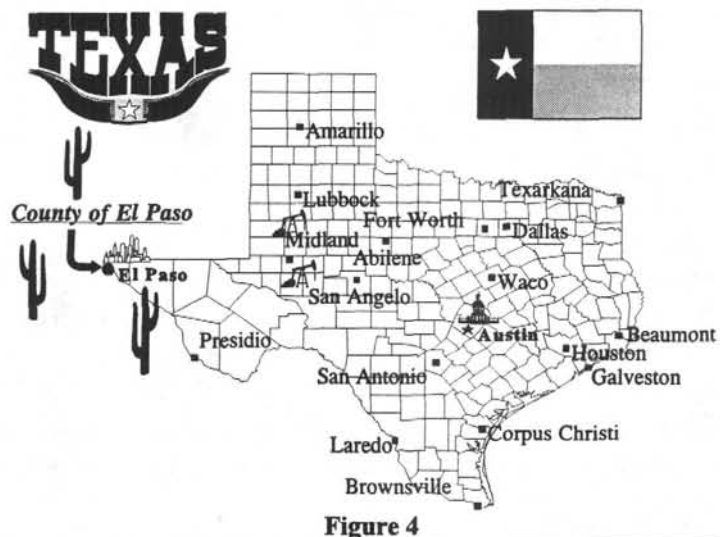 TEXAS
Amarillo
County of El Paso
Lubbock
Texarkana
Fort Worth
Dallas
Midland
Abilene
El Paso
San Angelo
Waco
Presidio
Austin
Beaumont
Houston
San Antonio
Galveston
Laredo
Corpus Christi
Brownsville
Figure 4